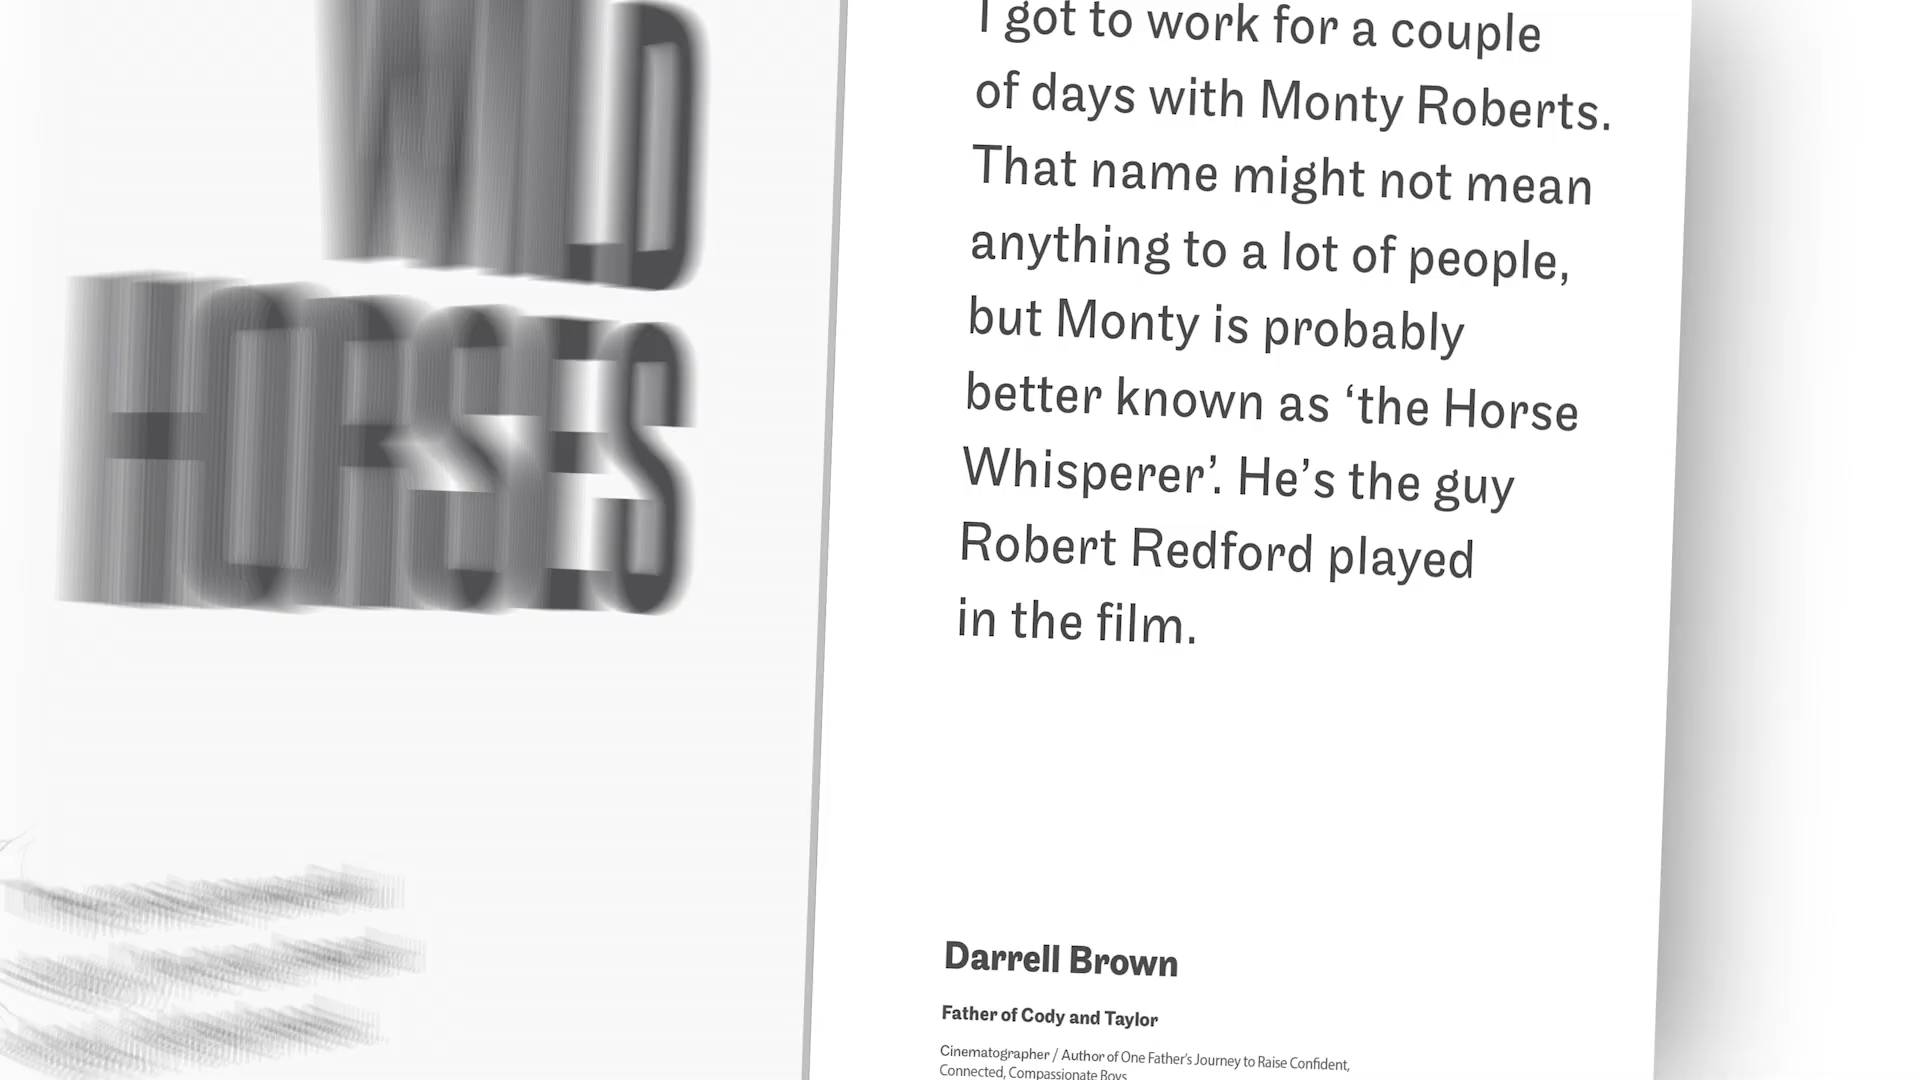 WILD
HORSES
I got to work for a couple
of days with Monty Roberts.
That name might not mean
anything to a lot of people,
but Monty is probably
better known as ‘the Horse
Whisperer’. He’s the guy
Robert Redford played
in the film.
Darrell Brown
Father of Cody and Taylor
Cinematographer / Author of One Father’s Journey to Raise Confident,
Connected, Compassionate Boys